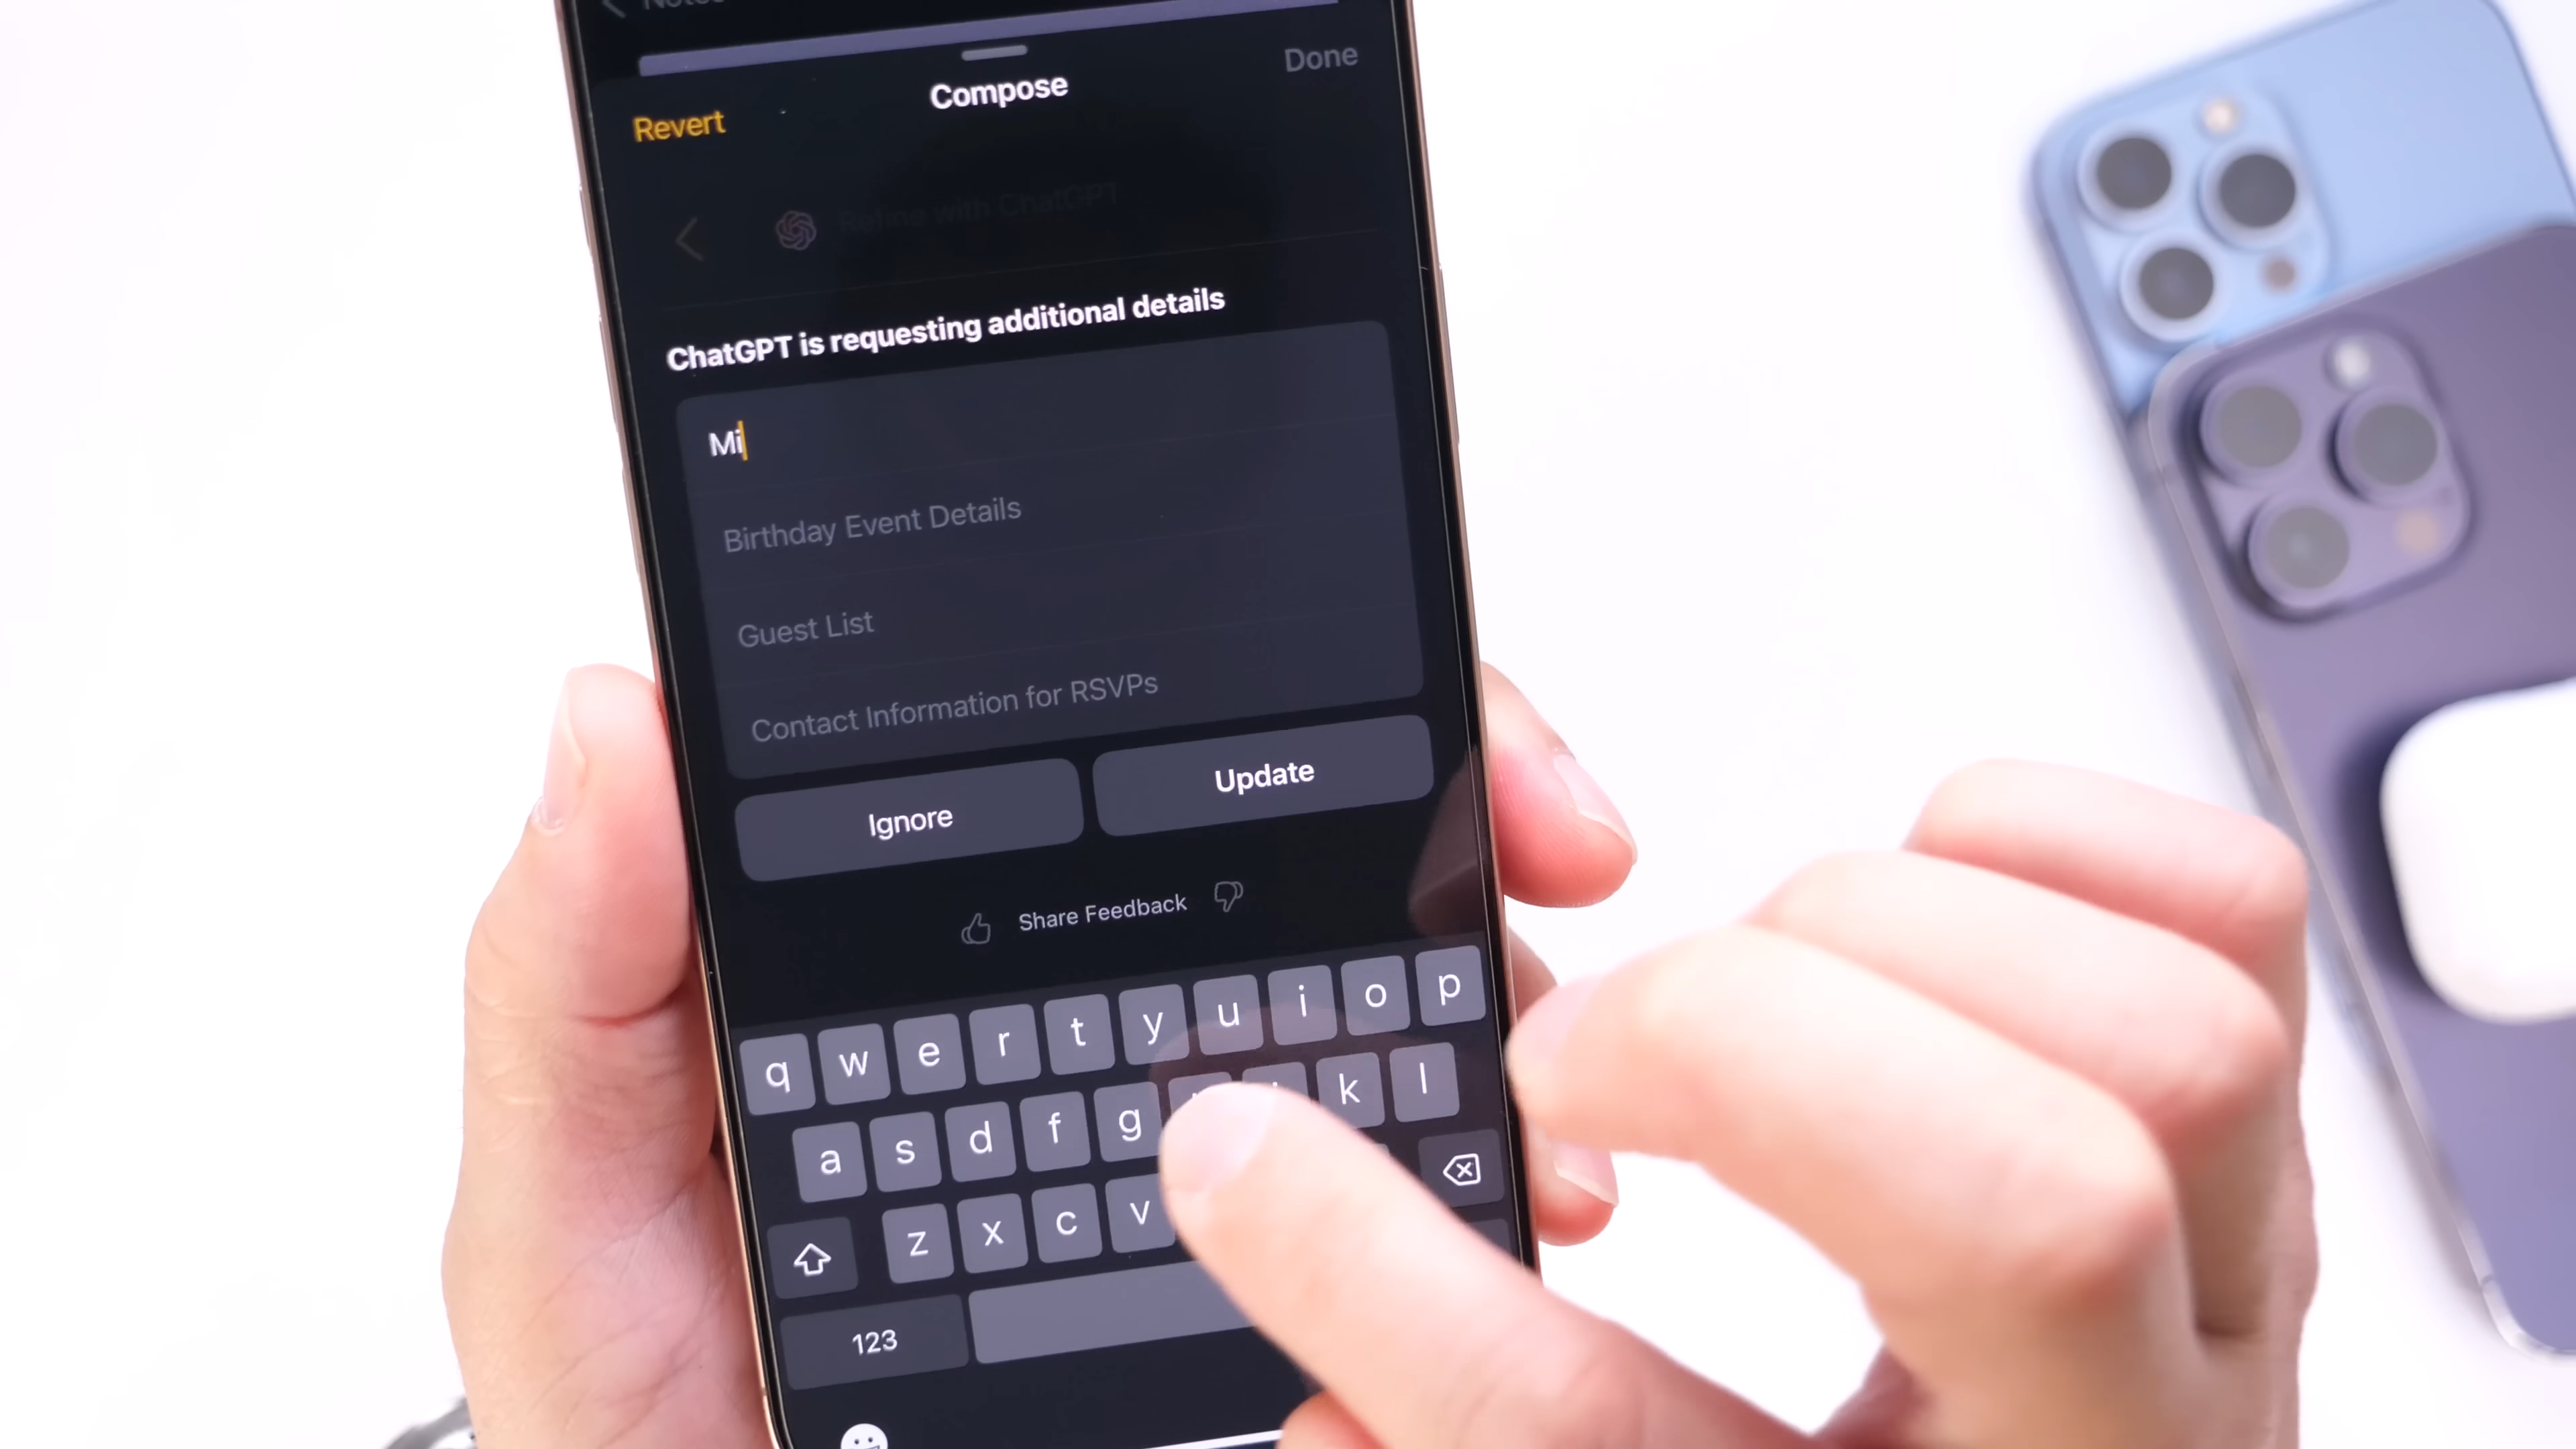 Notes
Compose
Done
Revert
Refine with ChatGPT
ChatGPT is requesting additional details
Mi
Birthday Event Details
Guest List
Contact Information for RSVPs
Ignore
Update
Share Feedback
q w e r t y u i o p
a s d f g k l
z x c v
123